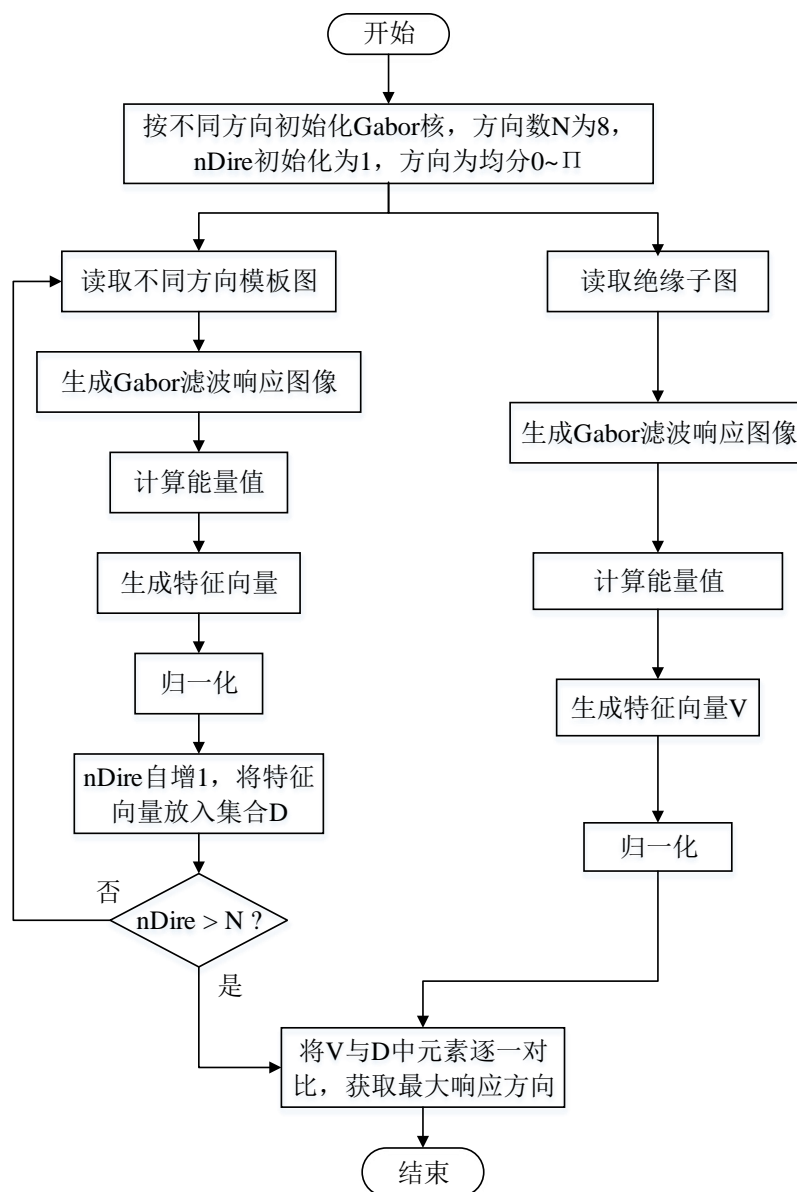 开始
按不同方向初始化Gabor核，方向数N为8，
nDire初始化为1，方向为均分0~Π
读取不同方向模板图
生成Gabor滤波响应图像
计算能量值
生成特征向量
归一化
nDire自增1，将特征
向量放入集合D
否
nDire > N ?
是
读取绝缘子图
生成Gabor滤波响应图像
计算能量值
生成特征向量V
归一化
将V与D中元素逐一对
比，获取最大响应方向
结束